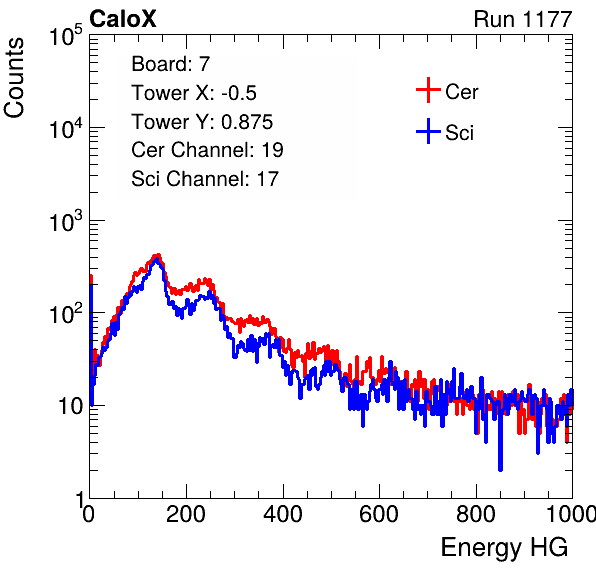 CaloX Run 1177
Counts
10^5
10^4
10^3
10^2
10
1
Board: 7
Tower X: -0.5
Tower Y: 0.875
Cer Channel: 19
Sci Channel: 17
Cer
Sci
0 200 400 600 800 1000
Energy HG